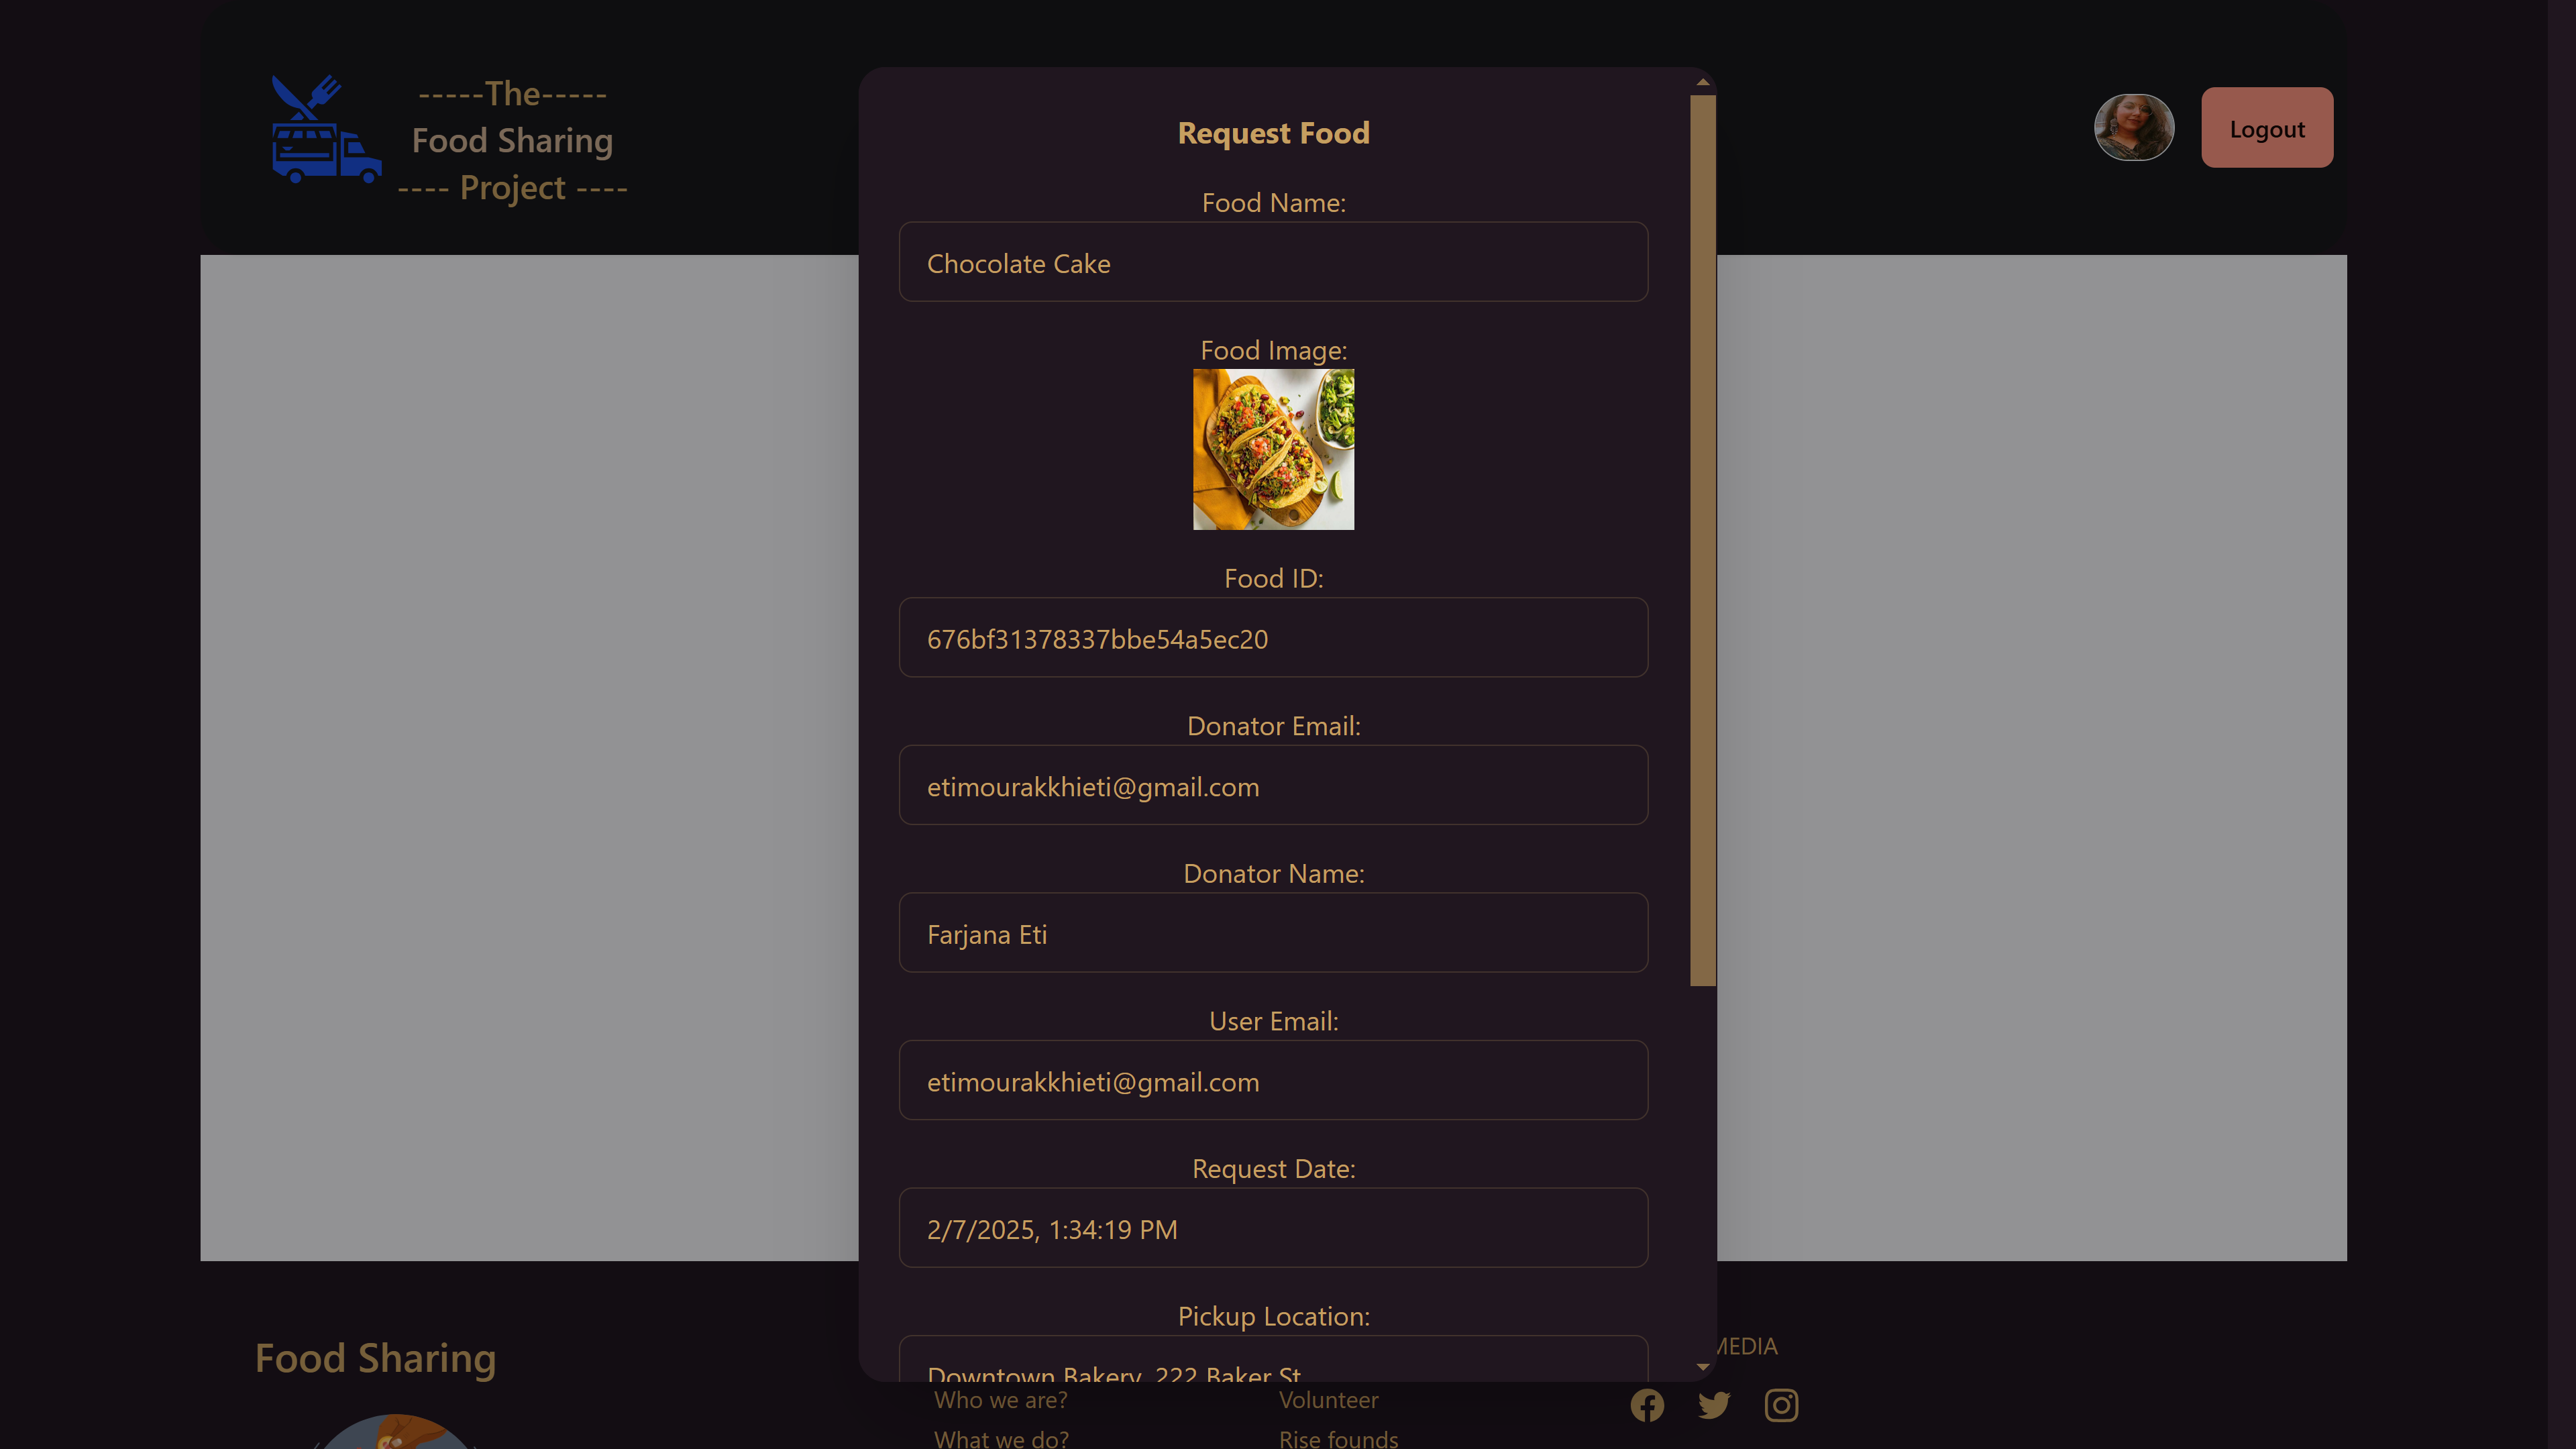 -----The-----
Food Sharing
---- Project ----
Logout
Request Food
Food Name:
Chocolate Cake
Food Image:
Food ID:
676bf31378337bbe54a5ec20
Donator Email:
etimourakkhieti@gmail.com
Donator Name:
Farjana Eti
User Email:
etimourakkhieti@gmail.com
Request Date:
2/7/2025, 1:34:19 PM
Pickup Location:
Downtown Bakery, 222 Baker St
Food Sharing
Who we are?
What we do?
Volunteer
Rise founds
MEDIA